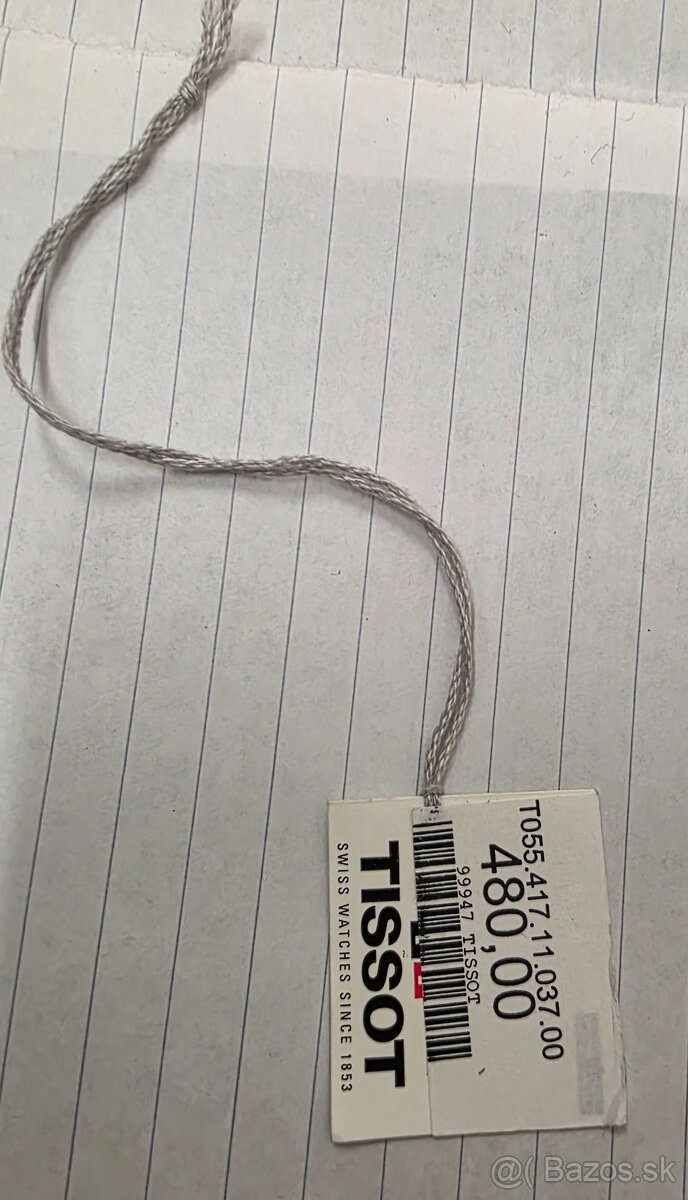 T055.417.11.037.00
480,00
99947 TISSOT
TISSOT
SWISS WATCHES SINCE 1853
@( Bazos.sk